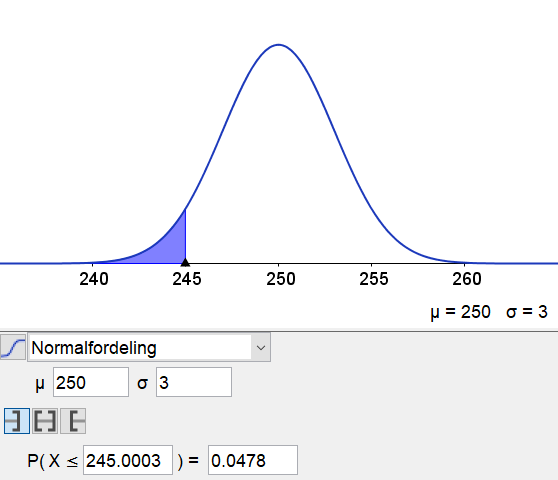 240 245 250 255 260
μ = 250 σ = 3
Normalfordeling
μ 250 σ 3
P( X ≤ 245.0003 ) = 0.0478